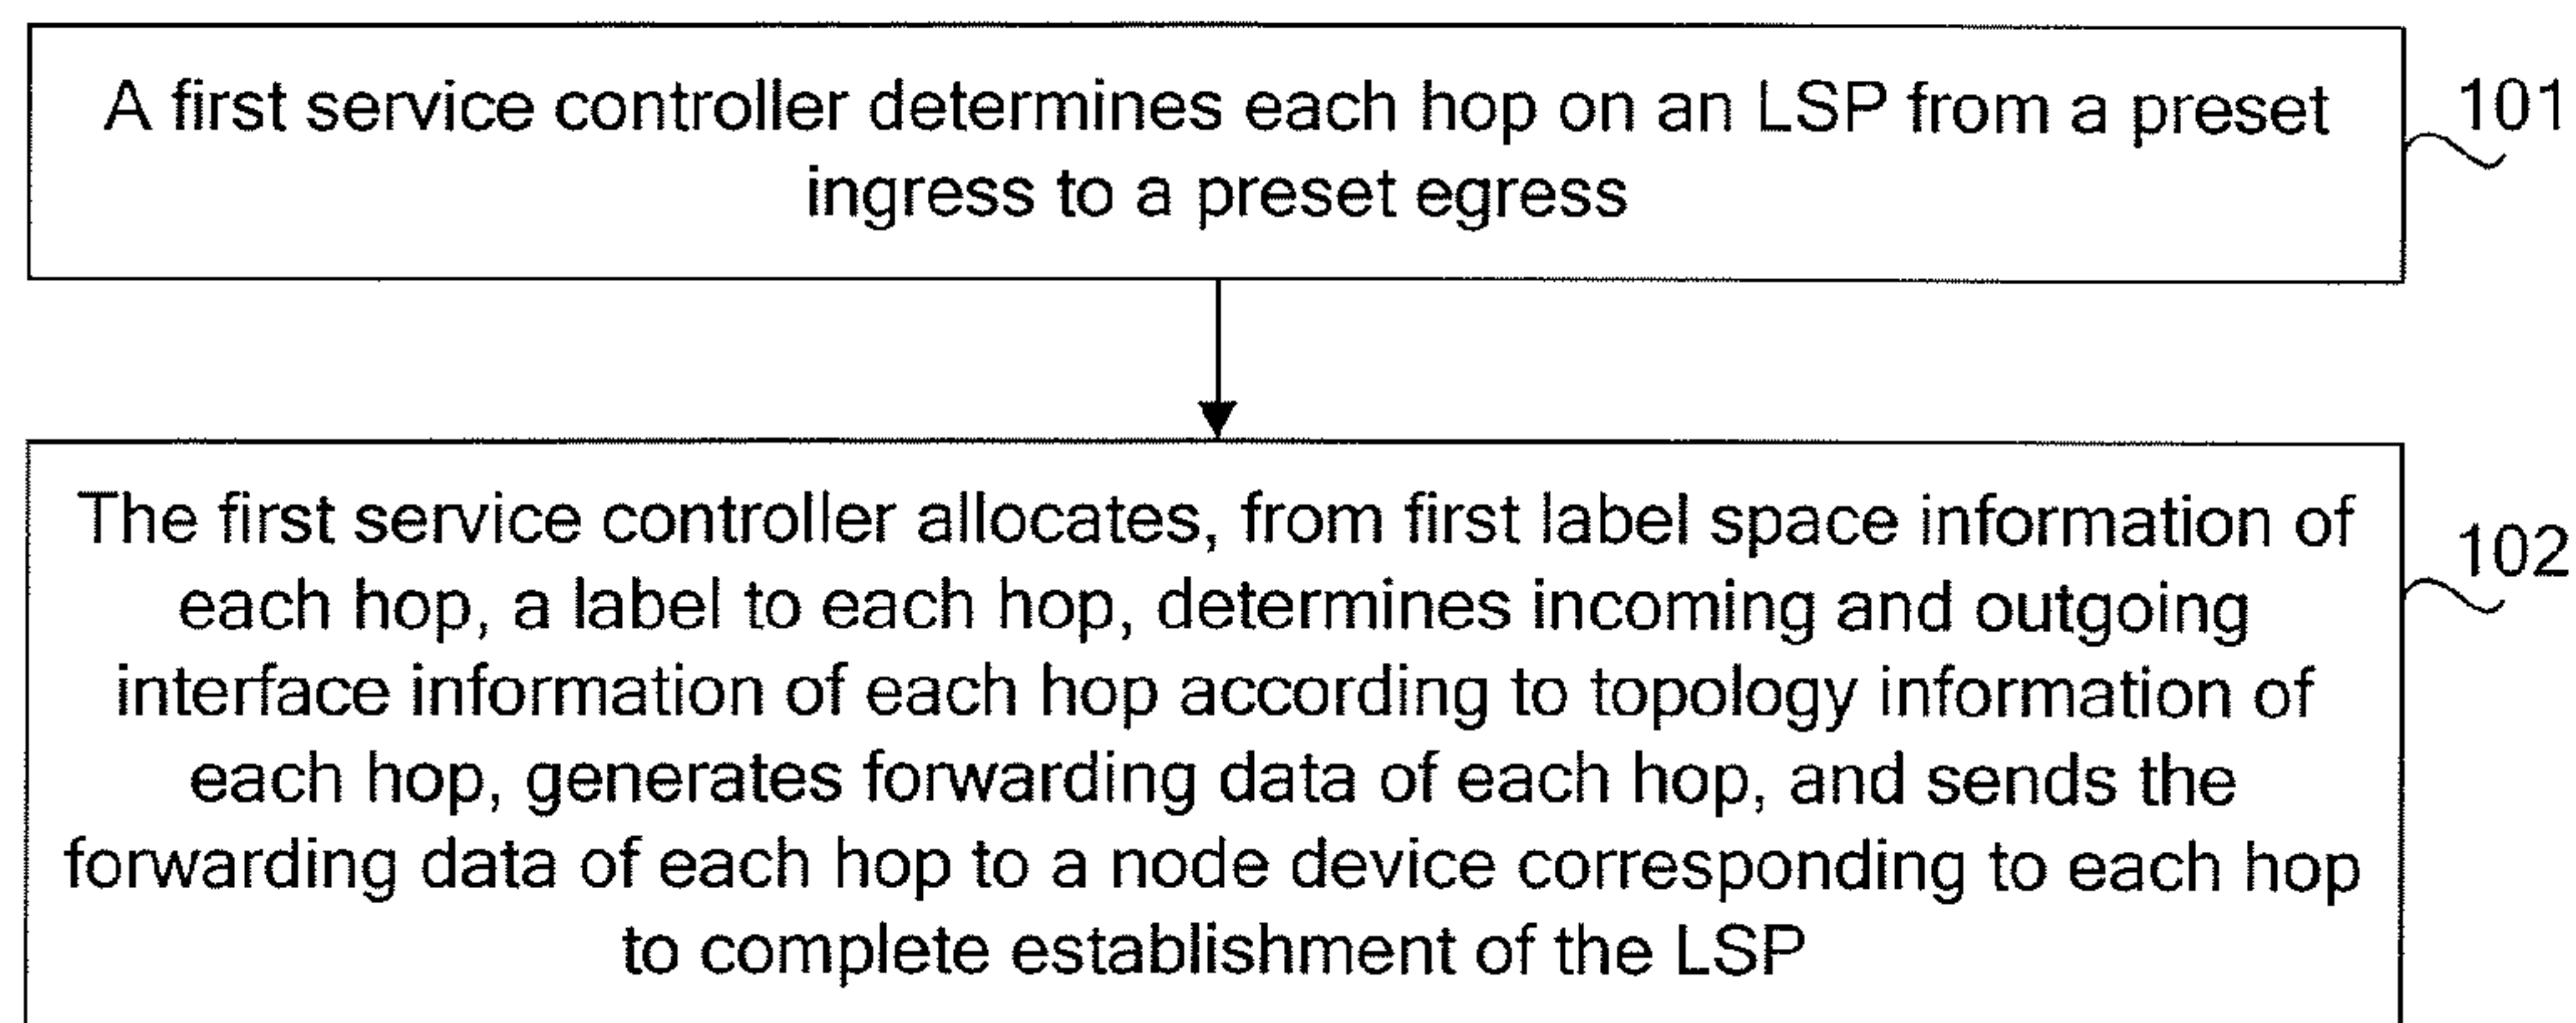 A first service controller determines each hop on an LSP from a preset
ingress to a preset egress
101
The first service controller allocates, from first label space information of
each hop, a label to each hop, determines incoming and outgoing
interface information of each hop according to topology information of
each hop, generates forwarding data of each hop, and sends the
forwarding data of each hop to a node device corresponding to each hop
to complete establishment of the LSP
102